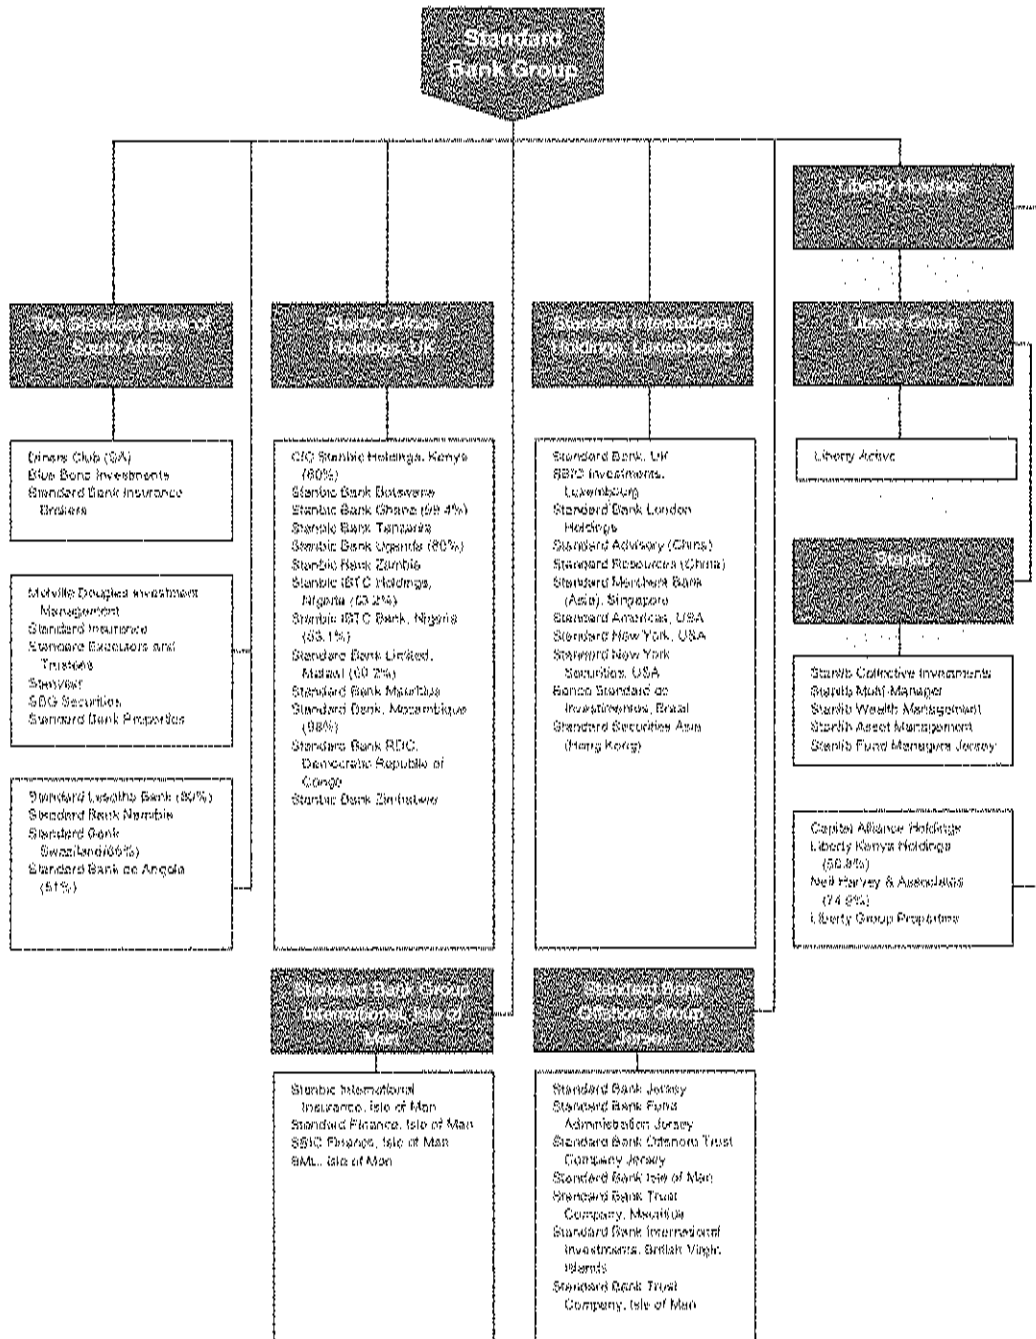 Standard
Bank Group
Liberty Holdings
The Standard Bank of
South Africa
Stanbic Africa
Holdings, UK
Standard International
Holdings, Luxembourg
Liberty Group
Diners Club (SA)
Blue Bond Investments
Standard Bank Insurance
Brokers
Melville Douglas Investment
Management
Standard Insurance
Standard Executors and
Trustees
Stanvest
SBG Securities
Standard Bank Properties
Standard Lesotho Bank (80%)
Standard Bank Namibia
Standard Bank
Swaziland(65%)
Standard Bank de Angola
(51%)
CfC Stanbic Holdings, Kenya
(60%)
Stanbic Bank Botswana
Stanbic Bank Ghana (99.4%)
Stanbic Bank Tanzania
Stanbic Bank Uganda (80%)
Stanbic Bank Zambia
Stanbic IBTC Holdings,
Nigeria (53.2%)
Stanbic IBTC Bank, Nigeria
(53.1%)
Standard Bank Limited,
Malawi (60.2%)
Standard Bank Mauritius
Standard Bank, Mozambique
(98%)
Standard Bank RDC,
Democratic Republic of
Congo
Stanbic Bank Zimbabwe
Standard Bank, UK
SBIC Investments,
Luxembourg
Standard Bank London
Holdings
Standard Advisory (China)
Standard Resources (China)
Standard Merchant Bank
(Asia), Singapore
Standard Americas, USA
Standard New York, USA
Standard New York
Securities, USA
Banco Standard de
Investimentos, Brasil
Standard Securities Asia
(Hong Kong)
Liberty Active
Stanlib
Stanlib Collective Investments
Stanlib Multi-Manager
Stanlib Wealth Management
Stanlib Asset Management
Stanlib Fund Managers Jersey
Capital Alliance Holdings
Liberty Kenya Holdings
Neil Harvey & Associates
(74.9%)
Liberty Group Properties
Standard Bank Group
International, Isle of
Man
Standard Bank
Offshore Group,
Jersey
Stanbic International
Insurance, Isle of Man
Standard Finance, Isle of Man
SBIC Finance, Isle of Man
SML, Isle of Man
Standard Bank Jersey
Standard Bank Fund
Administration Jersey
Standard Bank Offshore Trust
Company Jersey
Standard Bank Isle of Man
Standard Bank Trust
Company, Mauritius
Standard Bank International
Investments, British Virgin
Islands
Standard Bank Trust
Company, Isle of Man